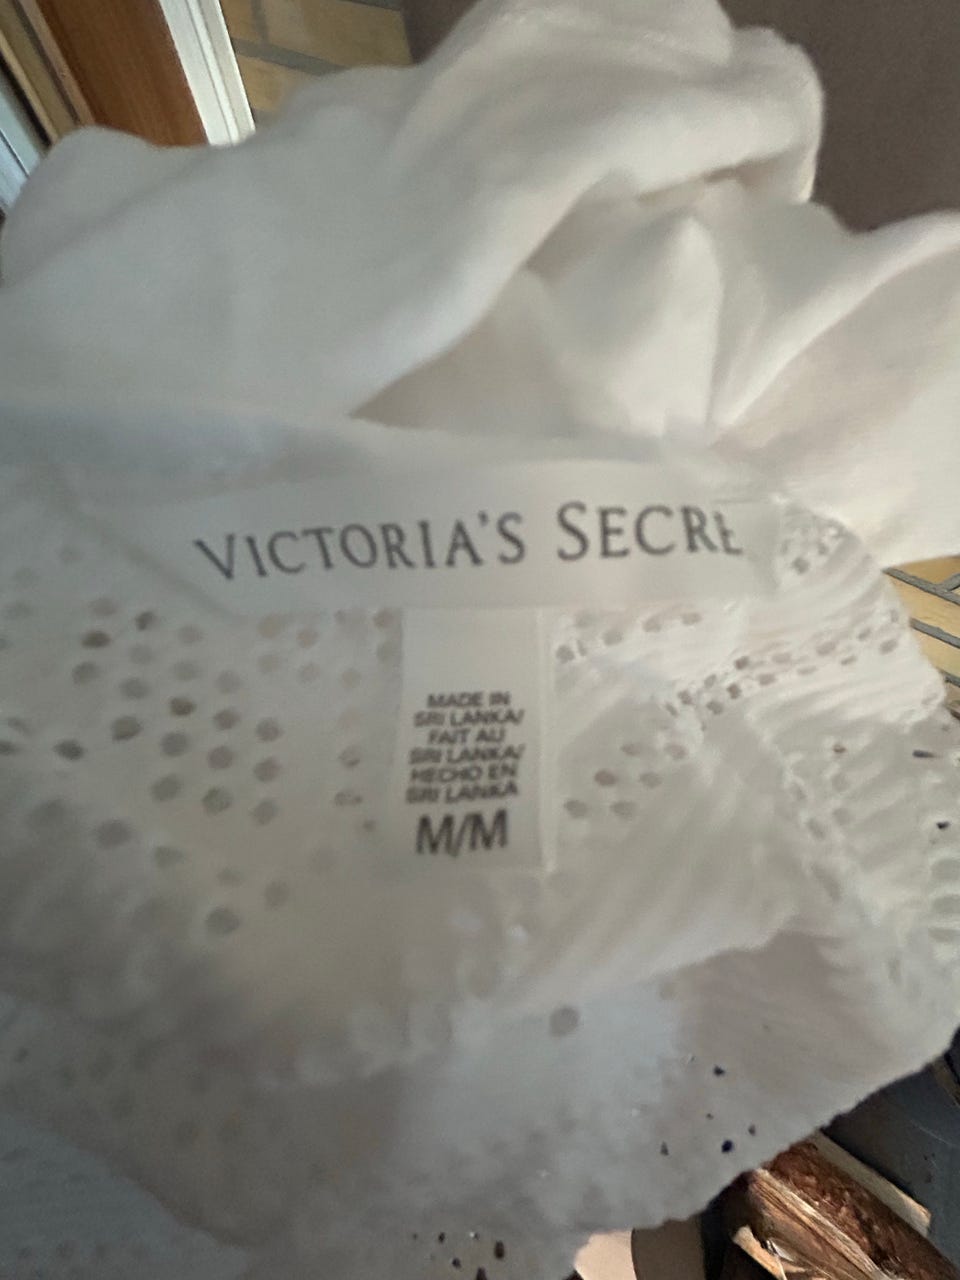 VICTORIA'S SECRE
MADE IN
SRI LANKA/
FAIT AU
SRI LANKA/
HECHO EN
SRI LANKA
M/M